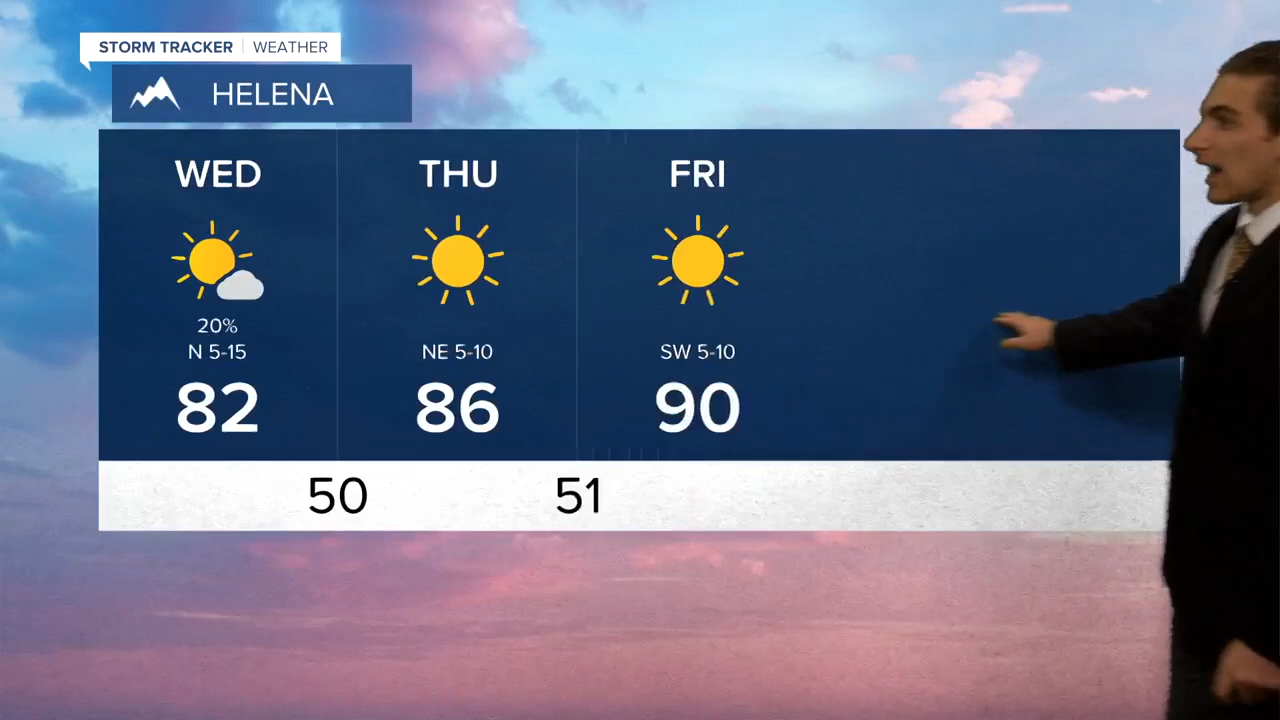 STORM TRACKER | WEATHER
HELENA
WED
THU
FRI
20%
N 5-15
NE 5-10
SW 5-10
82
86
90
50
51